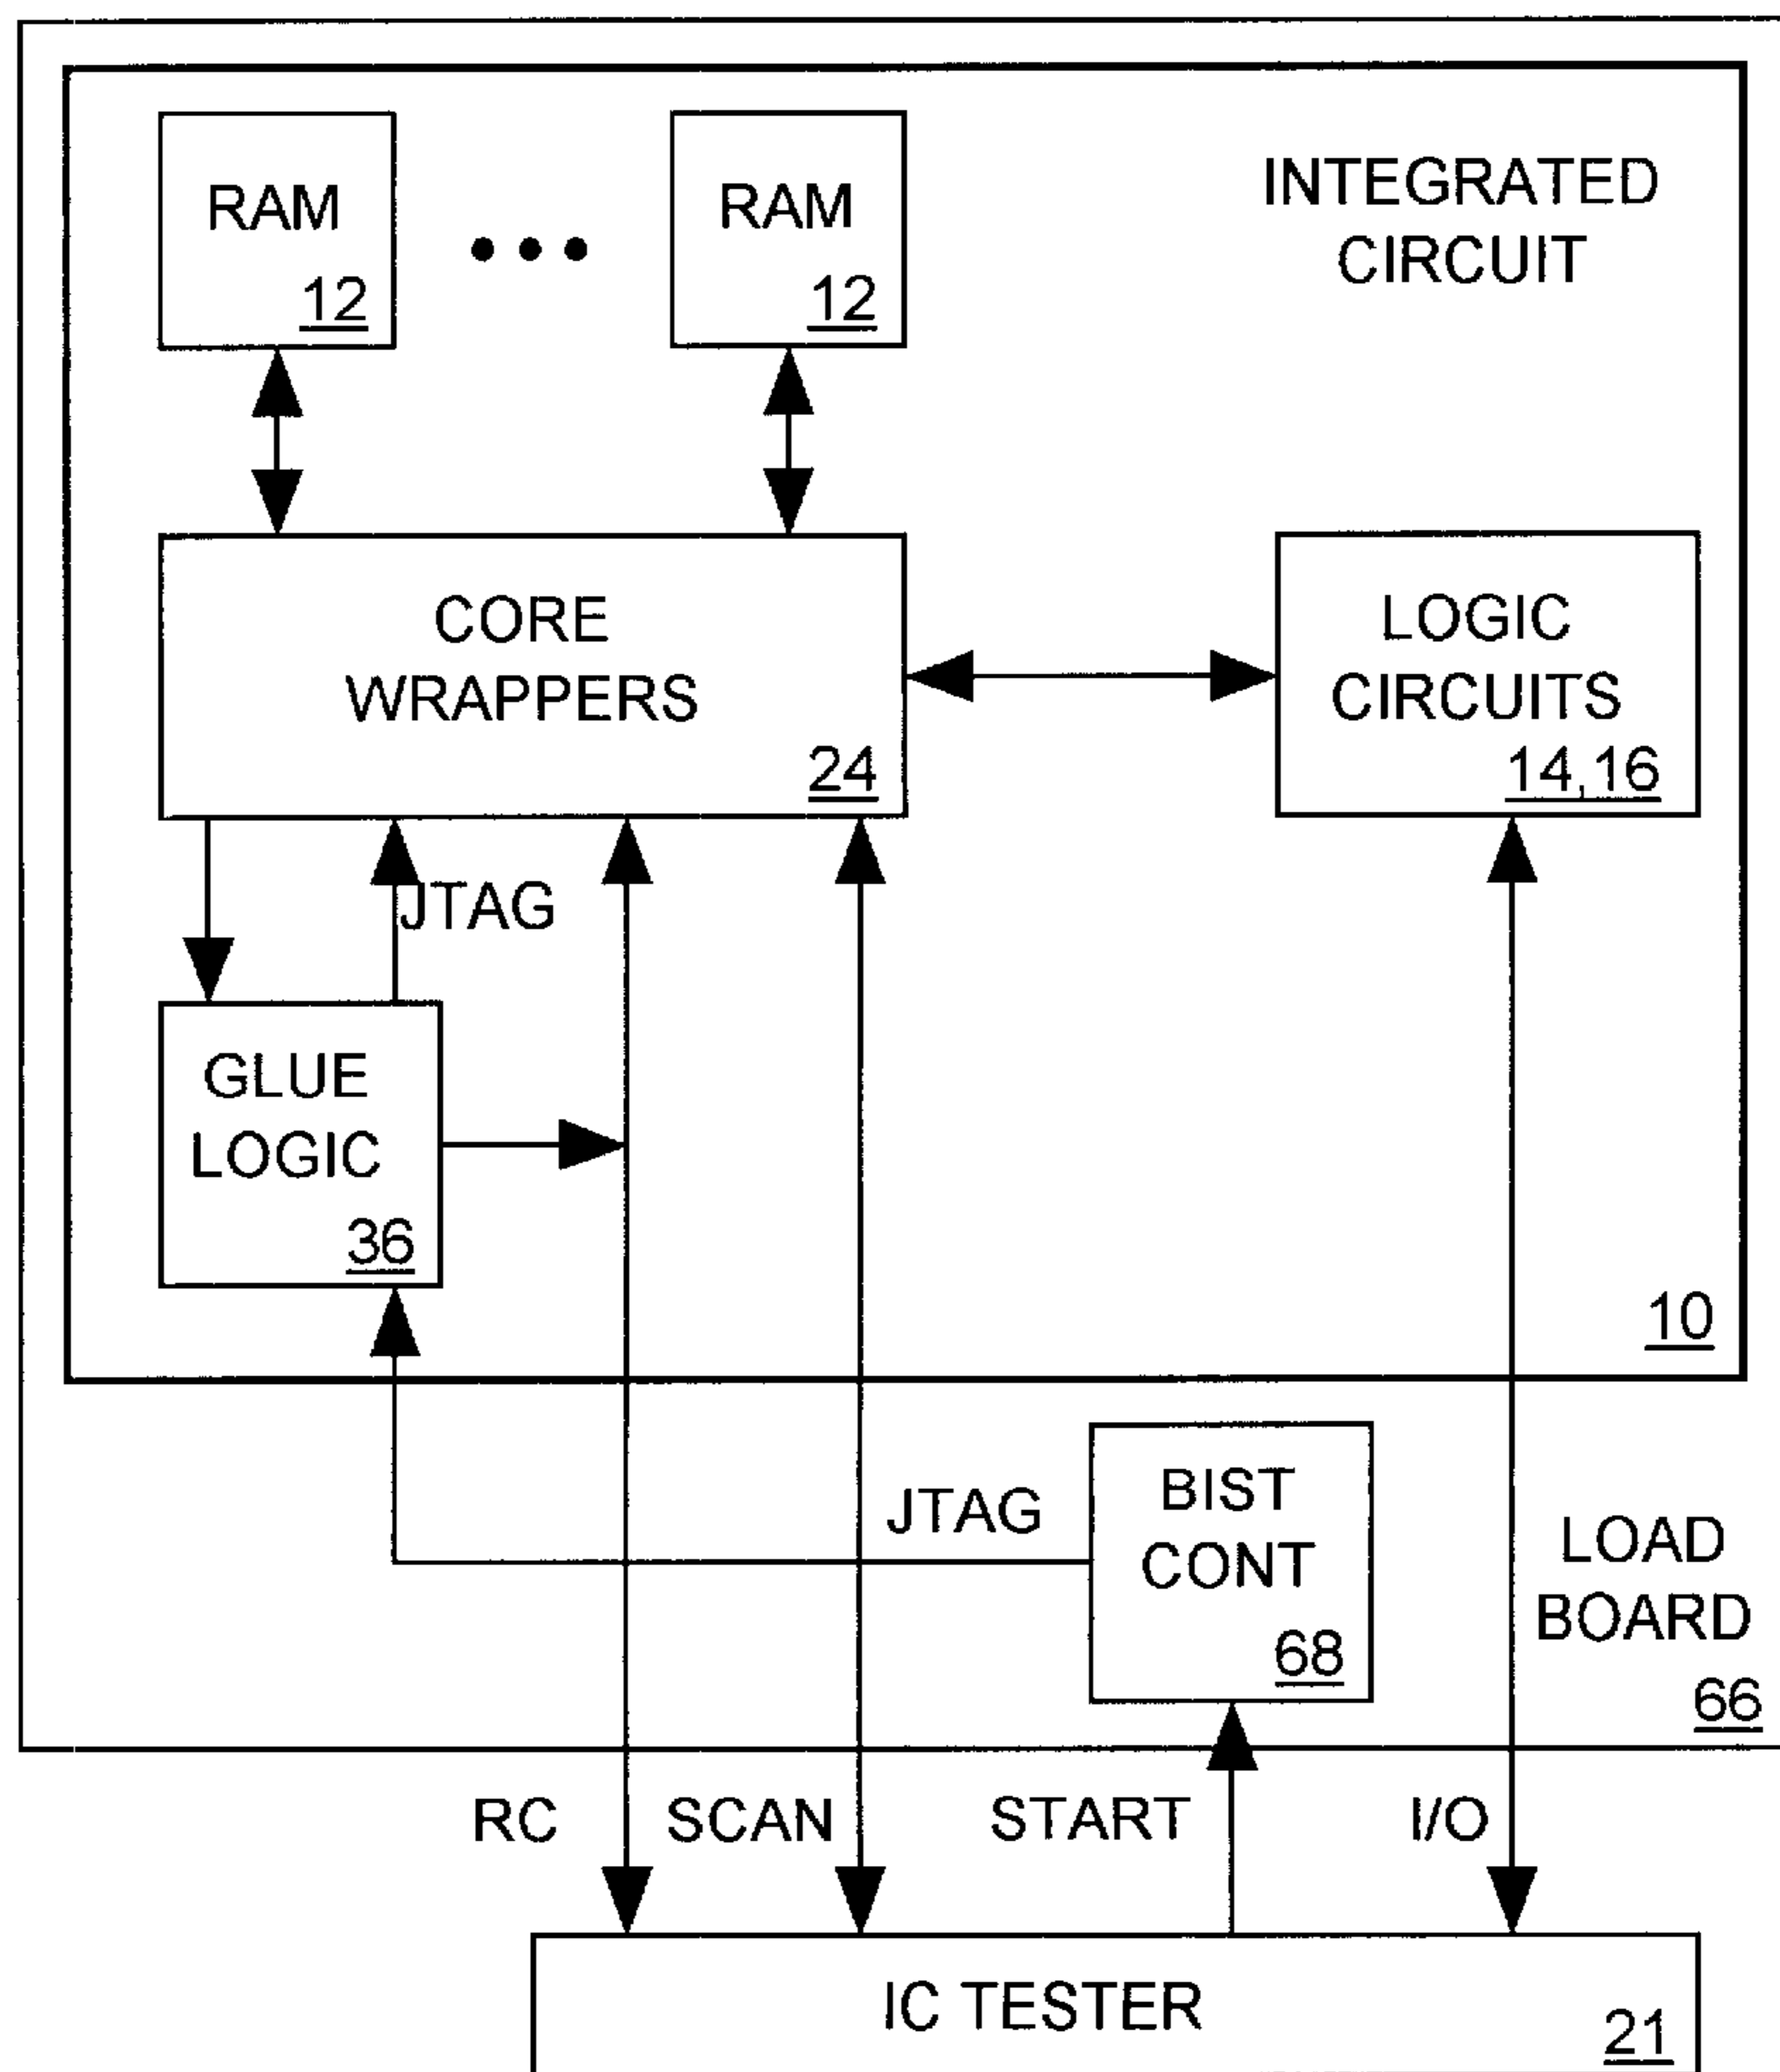 RAM
12
RAM
12
INTEGRATED
CIRCUIT
CORE
WRAPPERS
24
LOGIC
CIRCUITS
14,16
JTAG
GLUE
LOGIC
36
10
JTAG
BIST
CONT
68
LOAD
BOARD
66
RC
SCAN
START
I/O
IC TESTER
21